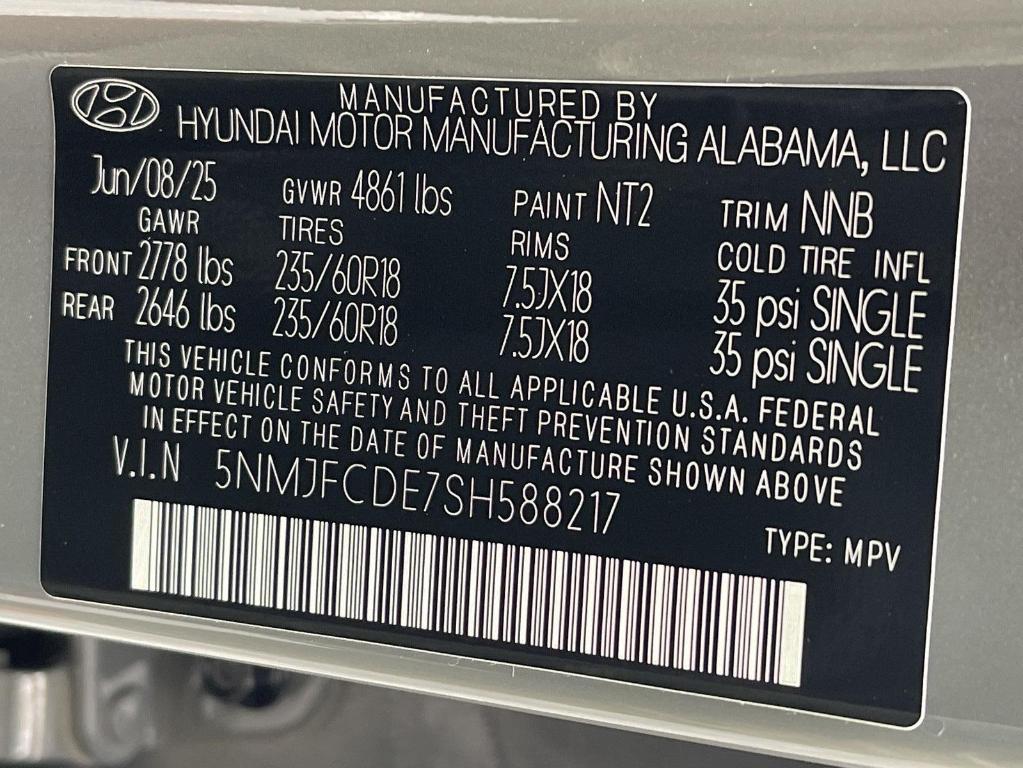 MANUFACTURED BY
HYUNDAI MOTOR MANUFACTURING ALABAMA, LLC
Jun/08/25 GVWR 4861 lbs PAINT NT2 TRIM NNB
GAWR TIRES RIMS COLD TIRE INFL
FRONT 2778 lbs 235/60R18 7.5JX18 35 psi SINGLE
REAR 2646 lbs 235/60R18 7.5JX18 35 psi SINGLE
THIS VEHICLE CONFORMS TO ALL APPLICABLE U.S.A. FEDERAL
MOTOR VEHICLE SAFETY AND THEFT PREVENTION STANDARDS
IN EFFECT ON THE DATE OF MANUFACTURE SHOWN ABOVE
V.I.N 5NMJFCDE7SH588217
TYPE: MPV